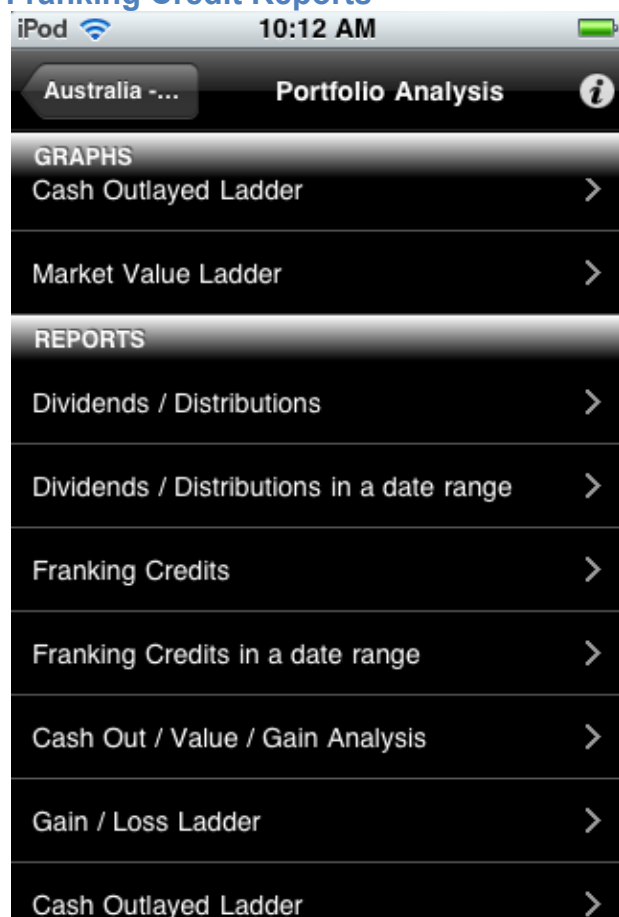 Franking Credit Reports
iPod 10:12 AM
Australia -... Portfolio Analysis i
GRAPHS
Cash Outlayed Ladder
Market Value Ladder
REPORTS
Dividends / Distributions
Dividends / Distributions in a date range
Franking Credits
Franking Credits in a date range
Cash Out / Value / Gain Analysis
Gain / Loss Ladder
Cash Outlayed Ladder